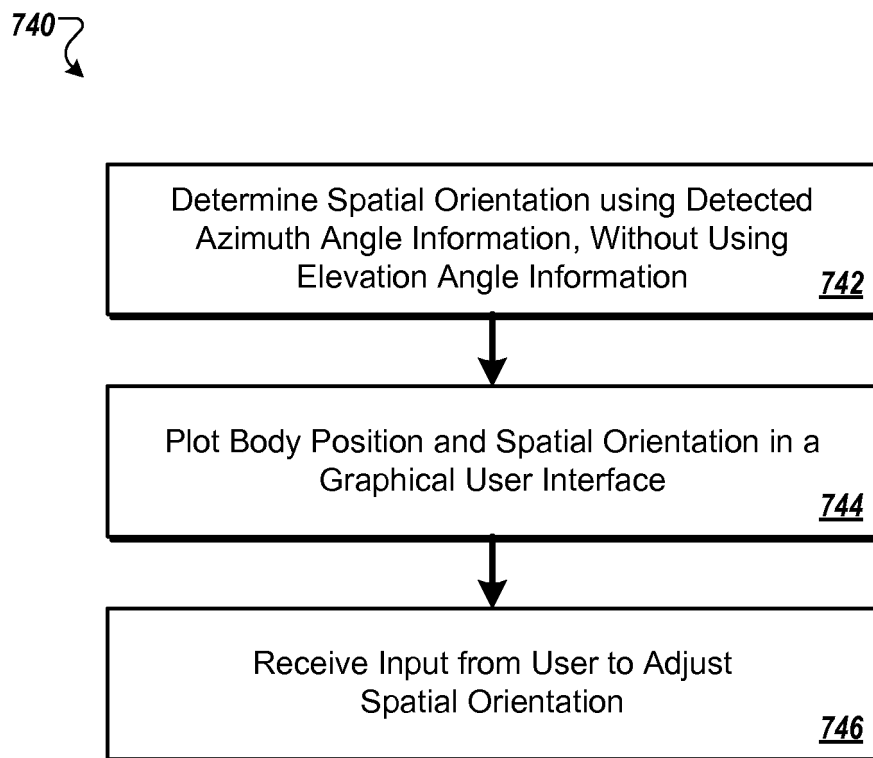 740
Determine Spatial Orientation using Detected
Azimuth Angle Information, Without Using
Elevation Angle Information
742
Plot Body Position and Spatial Orientation in a
Graphical User Interface
744
Receive Input from User to Adjust
Spatial Orientation
746